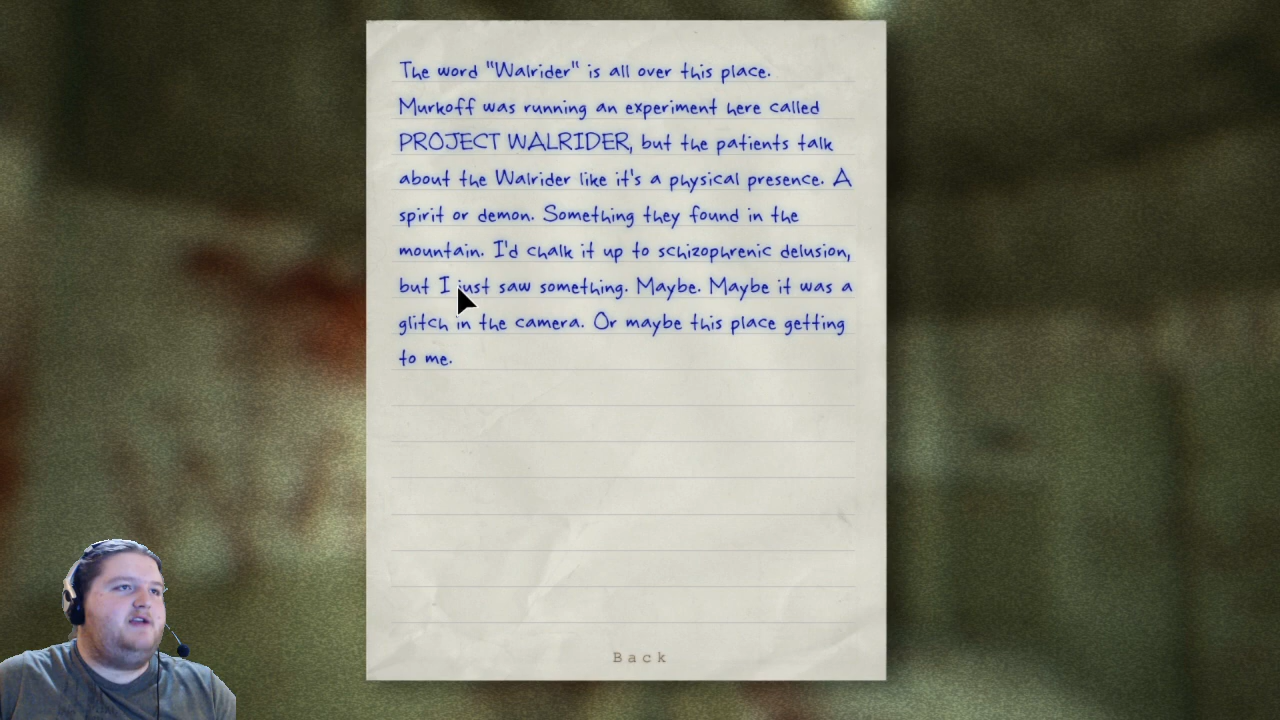 The word "Walrider" is all over this place.
Murkoff was running an experiment here called
PROJECT WALRIDER, but the patients talk
about the Walrider like it's a physical presence. A
spirit or demon. Something they found in the
mountain. I'd chalk it up to schizophrenic delusion,
but I just saw something. Maybe. Maybe it was a
glitch in the camera. Or maybe this place getting
to me.
Back